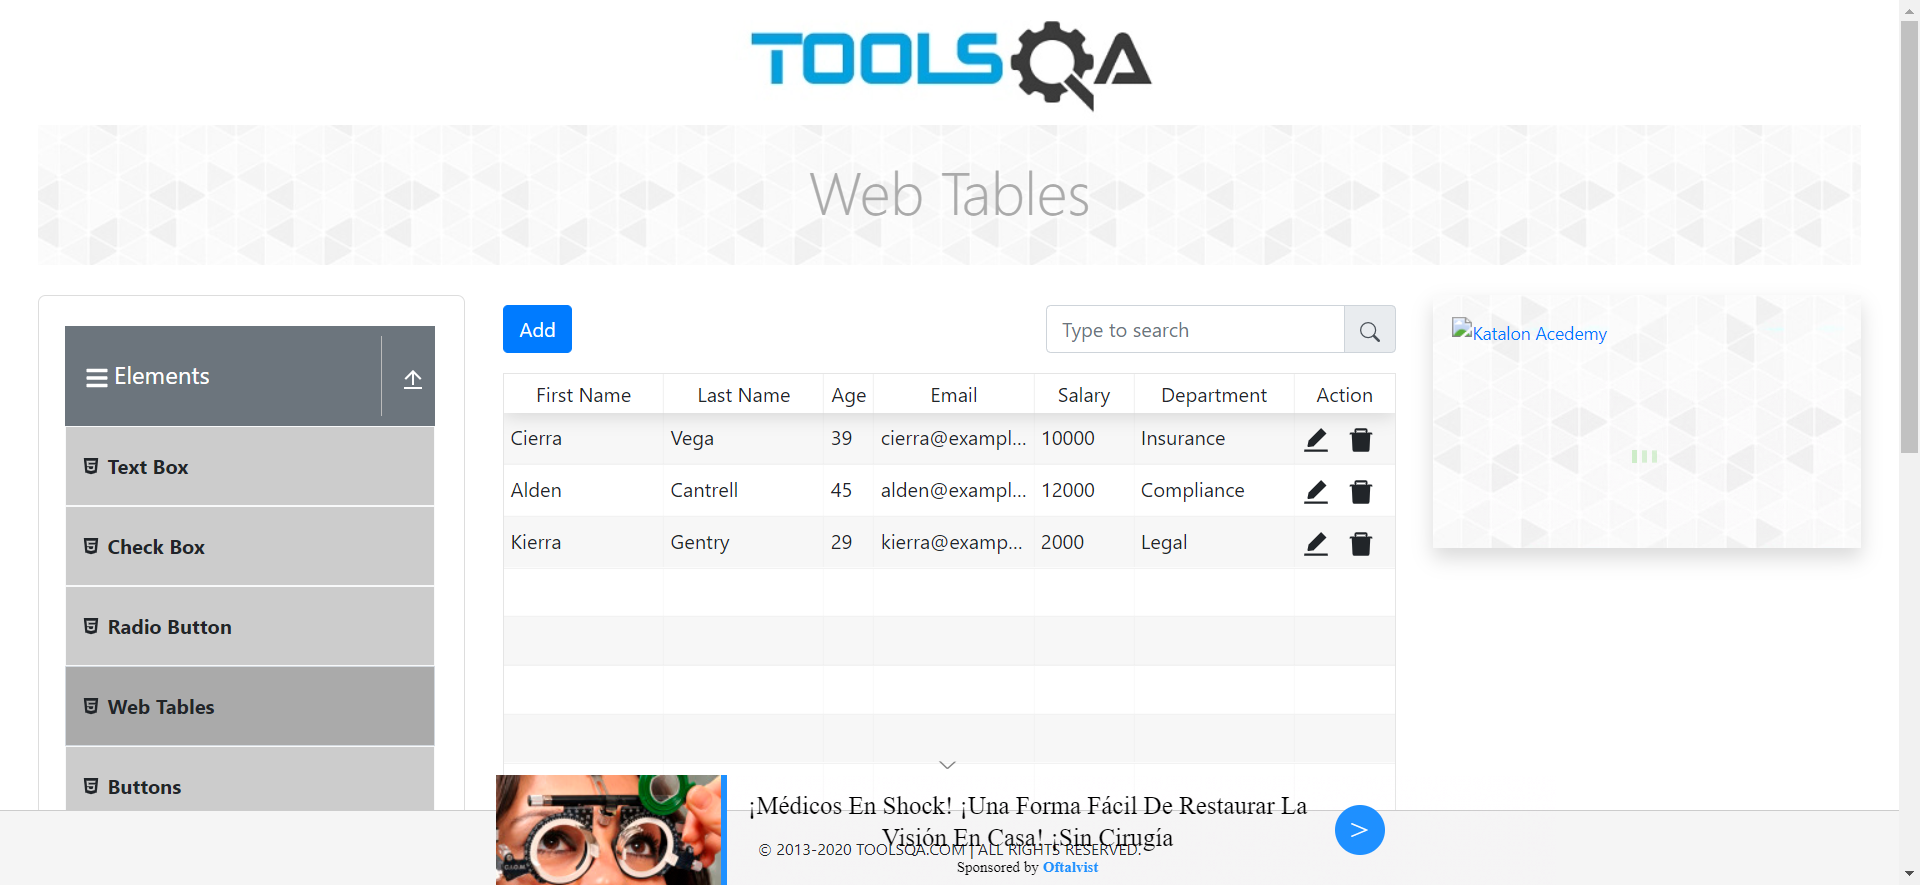 TOOLSQA
Web Tables
Elements
Text Box
Check Box
Radio Button
Web Tables
Buttons
Add
Type to search
First Name Last Name Age Email Salary Department Action
Cierra Vega 39 cierra@exampl... 10000 Insurance
Alden Cantrell 45 alden@exampl... 12000 Compliance
Kierra Gentry 29 kierra@examp... 2000 Legal
Katalon Acedemy
¡Médicos En Shock! ¡Una Forma Fácil De Restaurar La
Visión En Casa! ¡Sin Cirugía
© 2013-2020 TOOLSQA.COM | ALL RIGHTS RESERVED.
Sponsored by Oftalvist